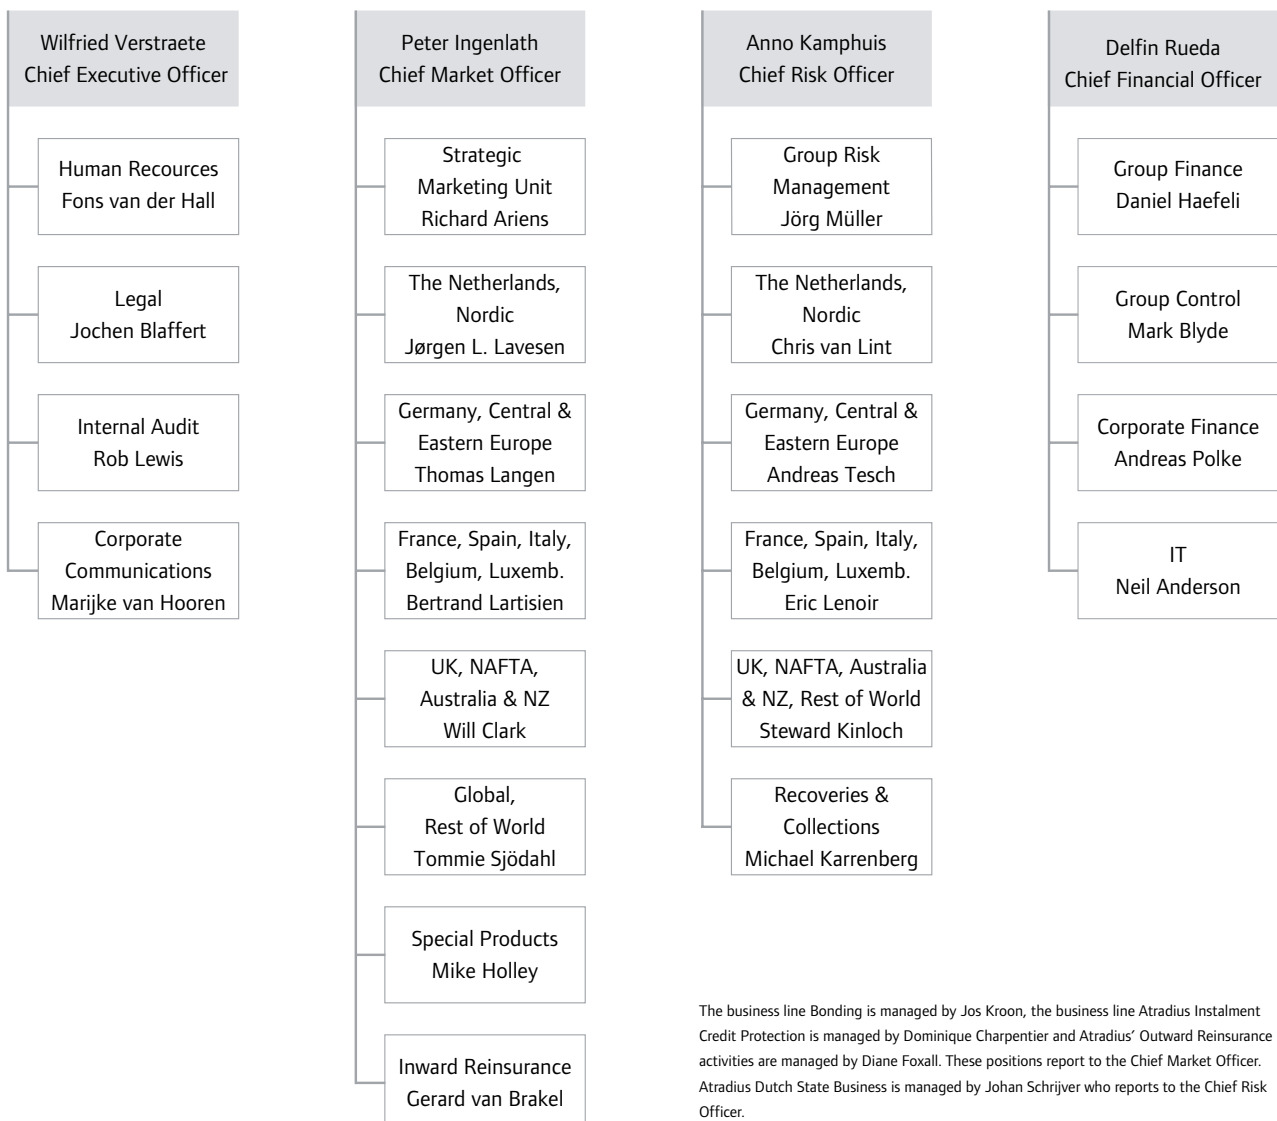 Wilfried Verstraete
Chief Executive Officer
Human Recources
Fons van der Hall
Legal
Jochen Blaffert
Internal Audit
Rob Lewis
Corporate
Communications
Marijke van Hooren
Peter Ingenlath
Chief Market Officer
Strategic
Marketing Unit
Richard Ariens
The Netherlands,
Nordic
Jørgen L. Lavesen
Germany, Central &
Eastern Europe
Thomas Langen
France, Spain, Italy,
Belgium, Luxemb.
Bertrand Lartisien
UK, NAFTA,
Australia & NZ
Will Clark
Global,
Rest of World
Tommie Sjödahl
Special Products
Mike Holley
Inward Reinsurance
Gerard van Brakel
Anno Kamphuis
Chief Risk Officer
Group Risk
Management
Jörg Müller
The Netherlands,
Nordic
Chris van Lint
Germany, Central &
Eastern Europe
Andreas Tesch
France, Spain, Italy,
Belgium, Luxemb.
Eric Lenoir
UK, NAFTA, Australia
& NZ, Rest of World
Steward Kinloch
Recoveries &
Collections
Michael Karrenberg
Delfin Rueda
Chief Financial Officer
Group Finance
Daniel Haefeli
Group Control
Mark Blyde
Corporate Finance
Andreas Polke
IT
Neil Anderson
The business line Bonding is managed by Jos Kroon, the business line Atradius Instalment
Credit Protection is managed by Dominique Charpentier and Atradius’ Outward Reinsurance
activities are managed by Diane Foxall. These positions report to the Chief Market Officer.
Atradius Dutch State Business is managed by Johan Schrijver who reports to the Chief Risk
Officer.